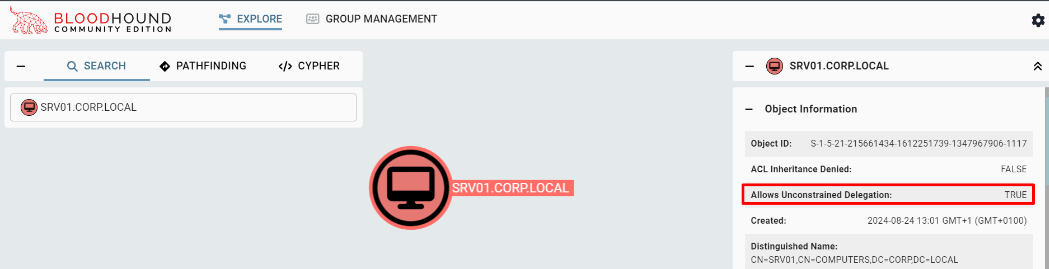 BLOODHOUND
COMMUNITY EDITION
EXPLORE
GROUP MANAGEMENT
SEARCH
PATHFINDING
</> CYPHER
SRV01.CORP.LOCAL
SRV01.CORP.LOCAL
SRV01.CORP.LOCAL
Object Information
Object ID: S-1-5-21-215661434-1612251739-1347967906-1117
ACL Inheritance Denied: FALSE
Allows Unconstrained Delegation: TRUE
Created: 2024-08-24 13:01 GMT+1 (GMT+0100)
Distinguished Name:
CN=SRV01,CN=COMPUTERS,DC=CORP,DC=LOCAL